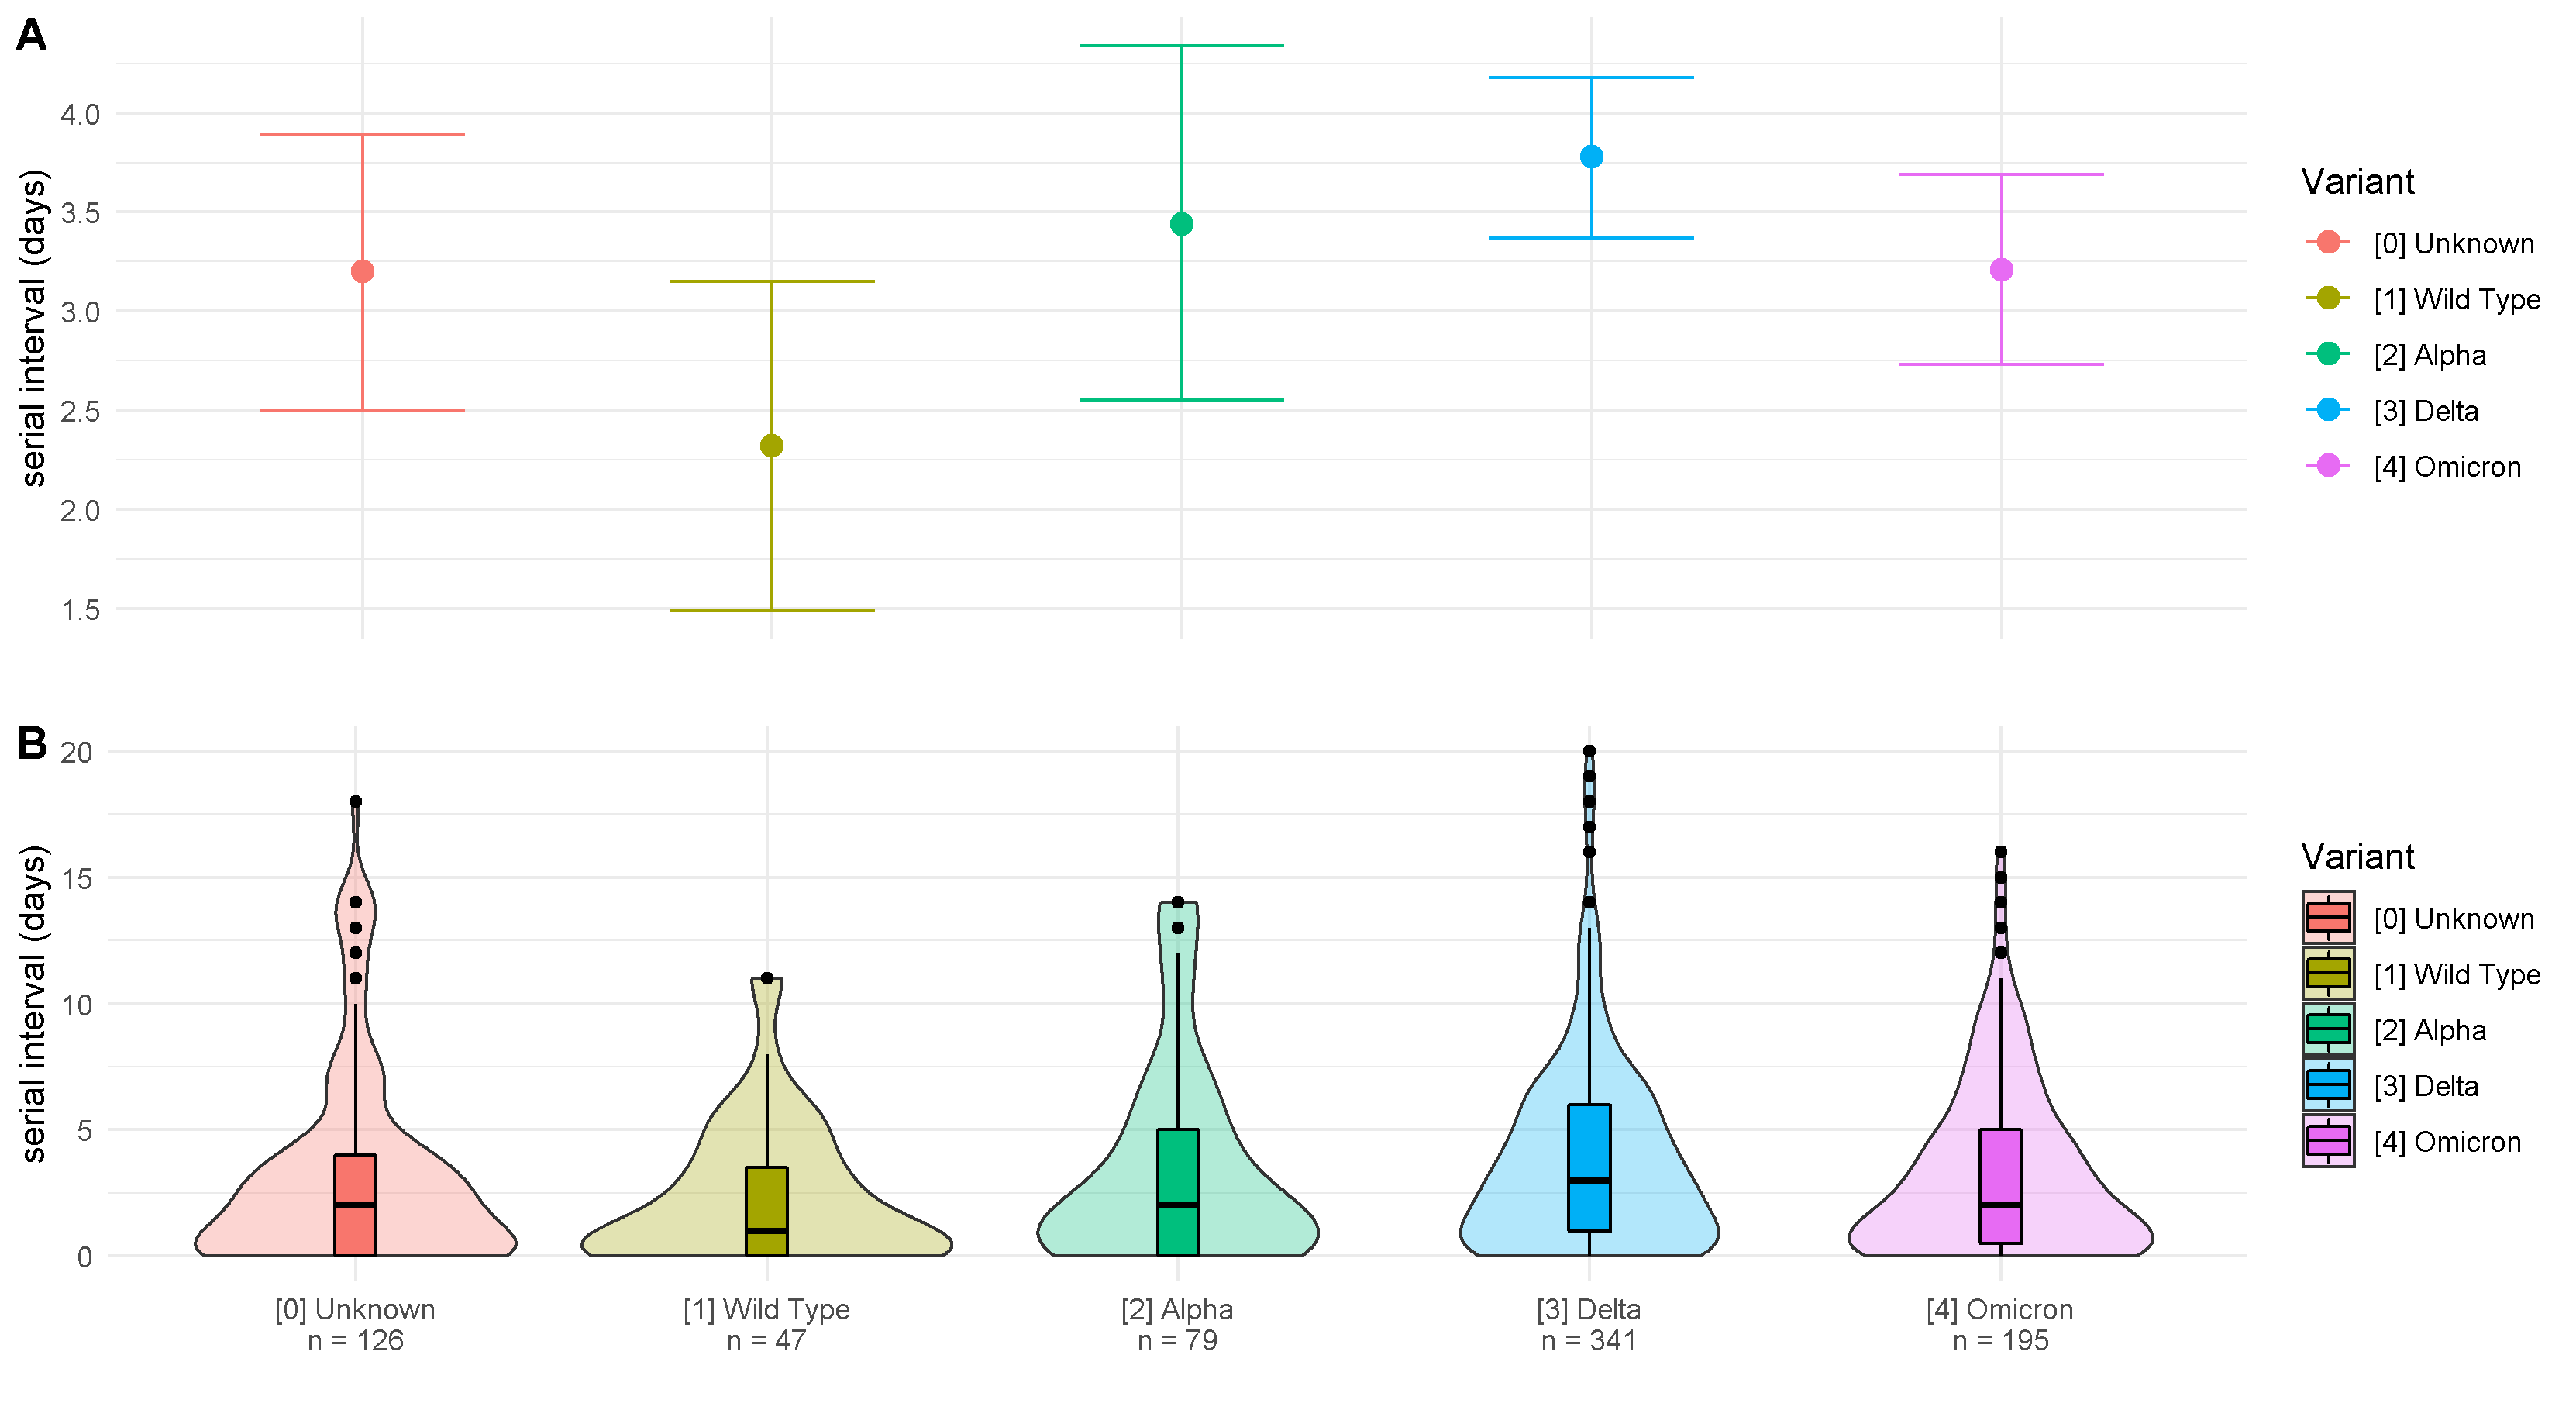 A
serial interval (days)
4.0
3.5
3.0
2.5
2.0
1.5
Variant
[0] Unknown
[1] Wild Type
[2] Alpha
[3] Delta
[4] Omicron
B
serial interval (days)
20
15
10
5
0
[0] Unknown
n = 126
[1] Wild Type
n = 47
[2] Alpha
n = 79
[3] Delta
n = 341
[4] Omicron
n = 195
Variant
[0] Unknown
[1] Wild Type
[2] Alpha
[3] Delta
[4] Omicron